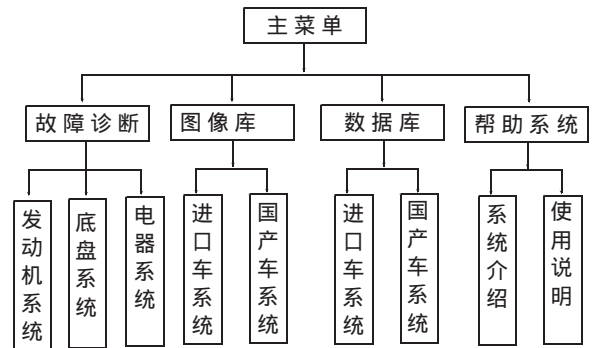 主菜单
故障诊断
图像库
数据库
帮助系统
发动机系统
底盘系统
电器系统
进口车系统
国产车系统
进口车系统
国产车系统
系统介绍
使用说明